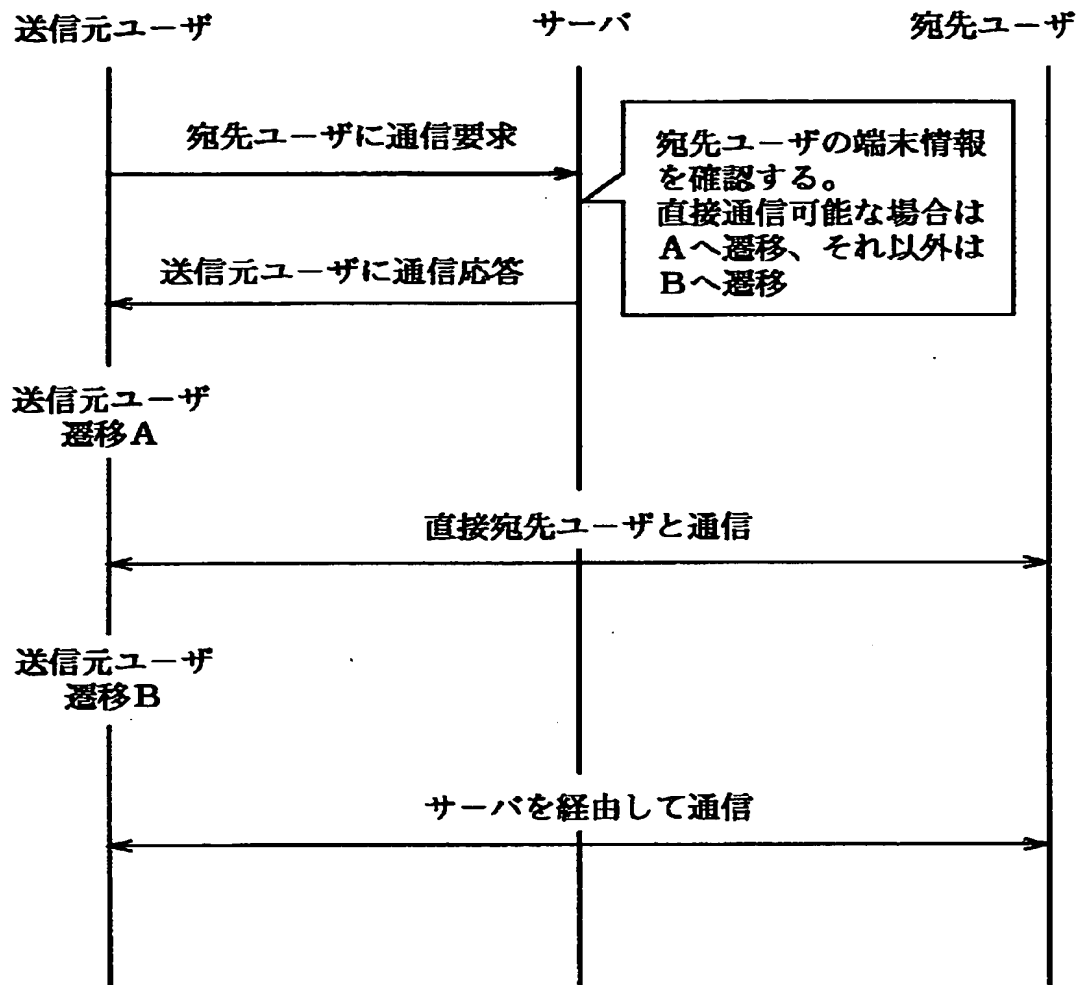 送信元ユーザ
サーバ
宛先ユーザ
宛先ユーザに通信要求
宛先ユーザの端末情報
を確認する。
直接通信可能な場合は
Aへ遷移、それ以外は
Bへ遷移
送信元ユーザに通信応答
送信元ユーザ
遷移A
直接宛先ユーザと通信
送信元ユーザ
遷移B
サーバを経由して通信